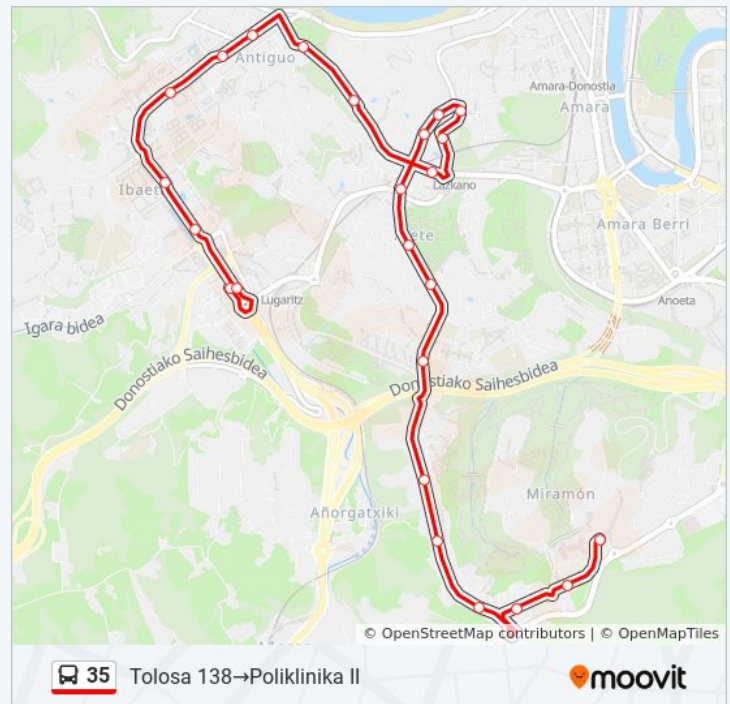 Antiguo
Amara-Donostia
Amara
Ibaeta
Lazkano
Amara Berri
Lugaritz
Anoeta
Igara bidea
Donostiako Saihesbidea
Donostiako Saihesbidea
Miramón
Añorgatxiki
© OpenStreetMap contributors | © OpenMapTiles
35 Tolosa 138→Poliklinika II
moovit